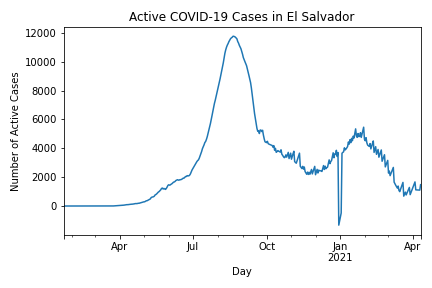 Active COVID-19 Cases in El Salvador
12000
10000
8000
6000
4000
2000
0
Number of Active Cases
Apr
Jul
Oct
Jan
2021
Apr
Day